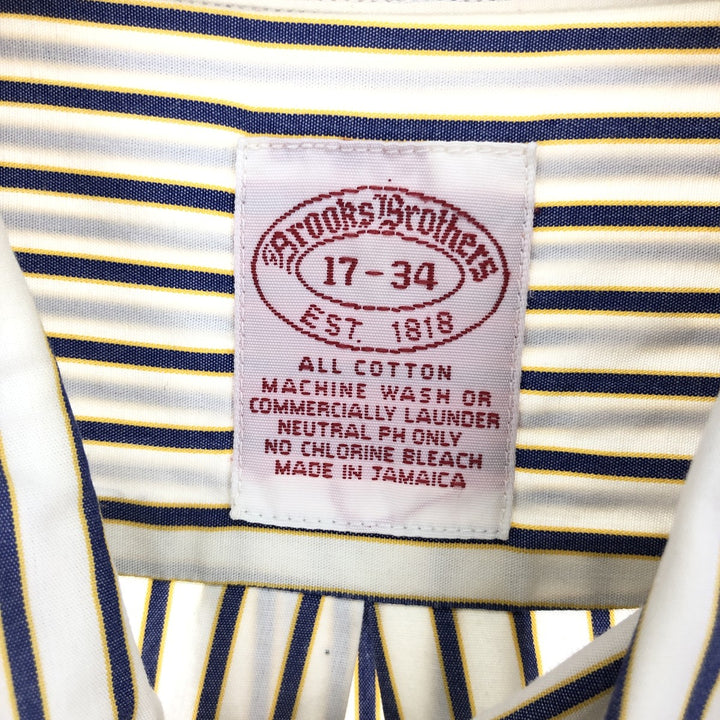 Brooks Brothers
17-34
EST. 1818
ALL COTTON
MACHINE WASH OR
COMMERCIALLY LAUNDER
NEUTRAL PH ONLY
NO CHLORINE BLEACH
MADE IN JAMAICA